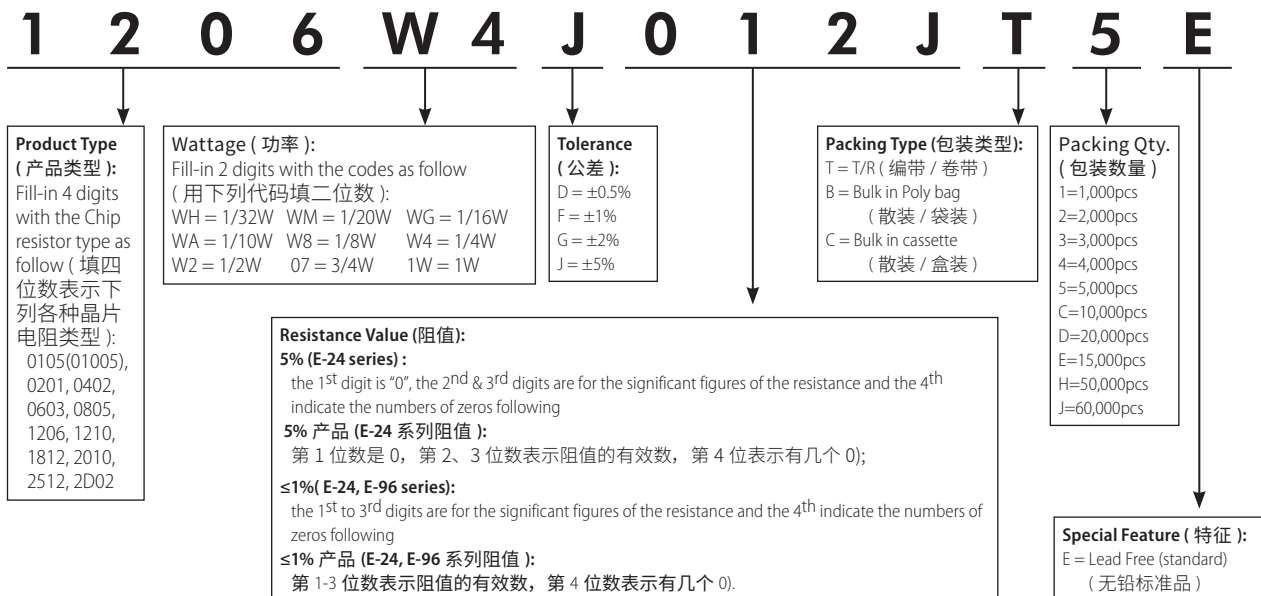 1 2 0 6 W 4 J 0 1 2 J T 5 E
Product Type
( 产品类型 ):
Fill-in 4 digits
with the Chip
resistor type as
follow ( 填四
位数表示下
列各种晶片
电阻类型 ):
0105(01005),
0201, 0402,
0603, 0805,
1206, 1210,
1812, 2010,
2512, 2D02
Wattage ( 功率 ):
Fill-in 2 digits with the codes as follow
( 用下列代码填二位数 ):
WH = 1/32W WM = 1/20W WG = 1/16W
WA = 1/10W W8 = 1/8W W4 = 1/4W
W2 = 1/2W 07 = 3/4W 1W = 1W
Tolerance
( 公差 ):
D = ±0.5%
F = ±1%
G = ±2%
J = ±5%
Resistance Value (阻值):
5% (E-24 series) :
the 1st digit is “0”, the 2nd & 3rd digits are for the significant figures of the resistance and the 4th
indicate the numbers of zeros following
5% 产品 (E-24 系列阻值 ):
第 1 位数是 0，第 2、3 位数表示阻值的有效数，第 4 位表示有几个 0);
≤1%( E-24, E-96 series):
the 1st to 3rd digits are for the significant figures of the resistance and the 4th indicate the numbers of
zeros following
≤1% 产品 (E-24, E-96 系列阻值 ):
第 1-3 位数表示阻值的有效数，第 4 位数表示有几个 0).
Packing Type (包装类型):
T = T/R ( 编带 / 卷带 )
B = Bulk in Poly bag
( 散装 / 袋装 )
C = Bulk in cassette
( 散装 / 盒装 )
Packing Qty.
( 包装数量 )
1=1,000pcs
2=2,000pcs
3=3,000pcs
4=4,000pcs
5=5,000pcs
C=10,000pcs
D=20,000pcs
E=15,000pcs
H=50,000pcs
J=60,000pcs
Special Feature ( 特征 ):
E = Lead Free (standard)
( 无铅标准品 )